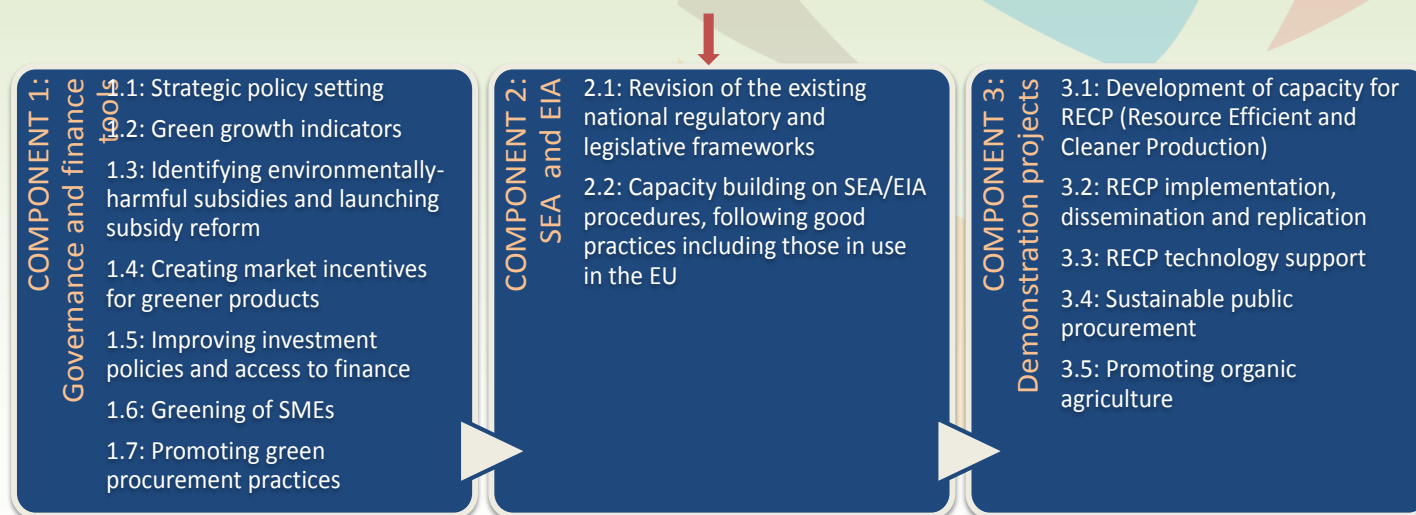 COMPONENT 1:
Governance and finance
tools
1.1: Strategic policy setting
1.2: Green growth indicators
1.3: Identifying environmentally-
harmful subsidies and launching
subsidy reform
1.4: Creating market incentives
for greener products
1.5: Improving investment
policies and access to finance
1.6: Greening of SMEs
1.7: Promoting green
procurement practices
COMPONENT 2:
SEA and EIA
2.1: Revision of the existing
national regulatory and
legislative frameworks
2.2: Capacity building on SEA/EIA
procedures, following good
practices including those in use
in the EU
COMPONENT 3:
Demonstration projects
3.1: Development of capacity for
RECP (Resource Efficient and
Cleaner Production)
3.2: RECP implementation,
dissemination and replication
3.3: RECP technology support
3.4: Sustainable public
procurement
3.5: Promoting organic
agriculture